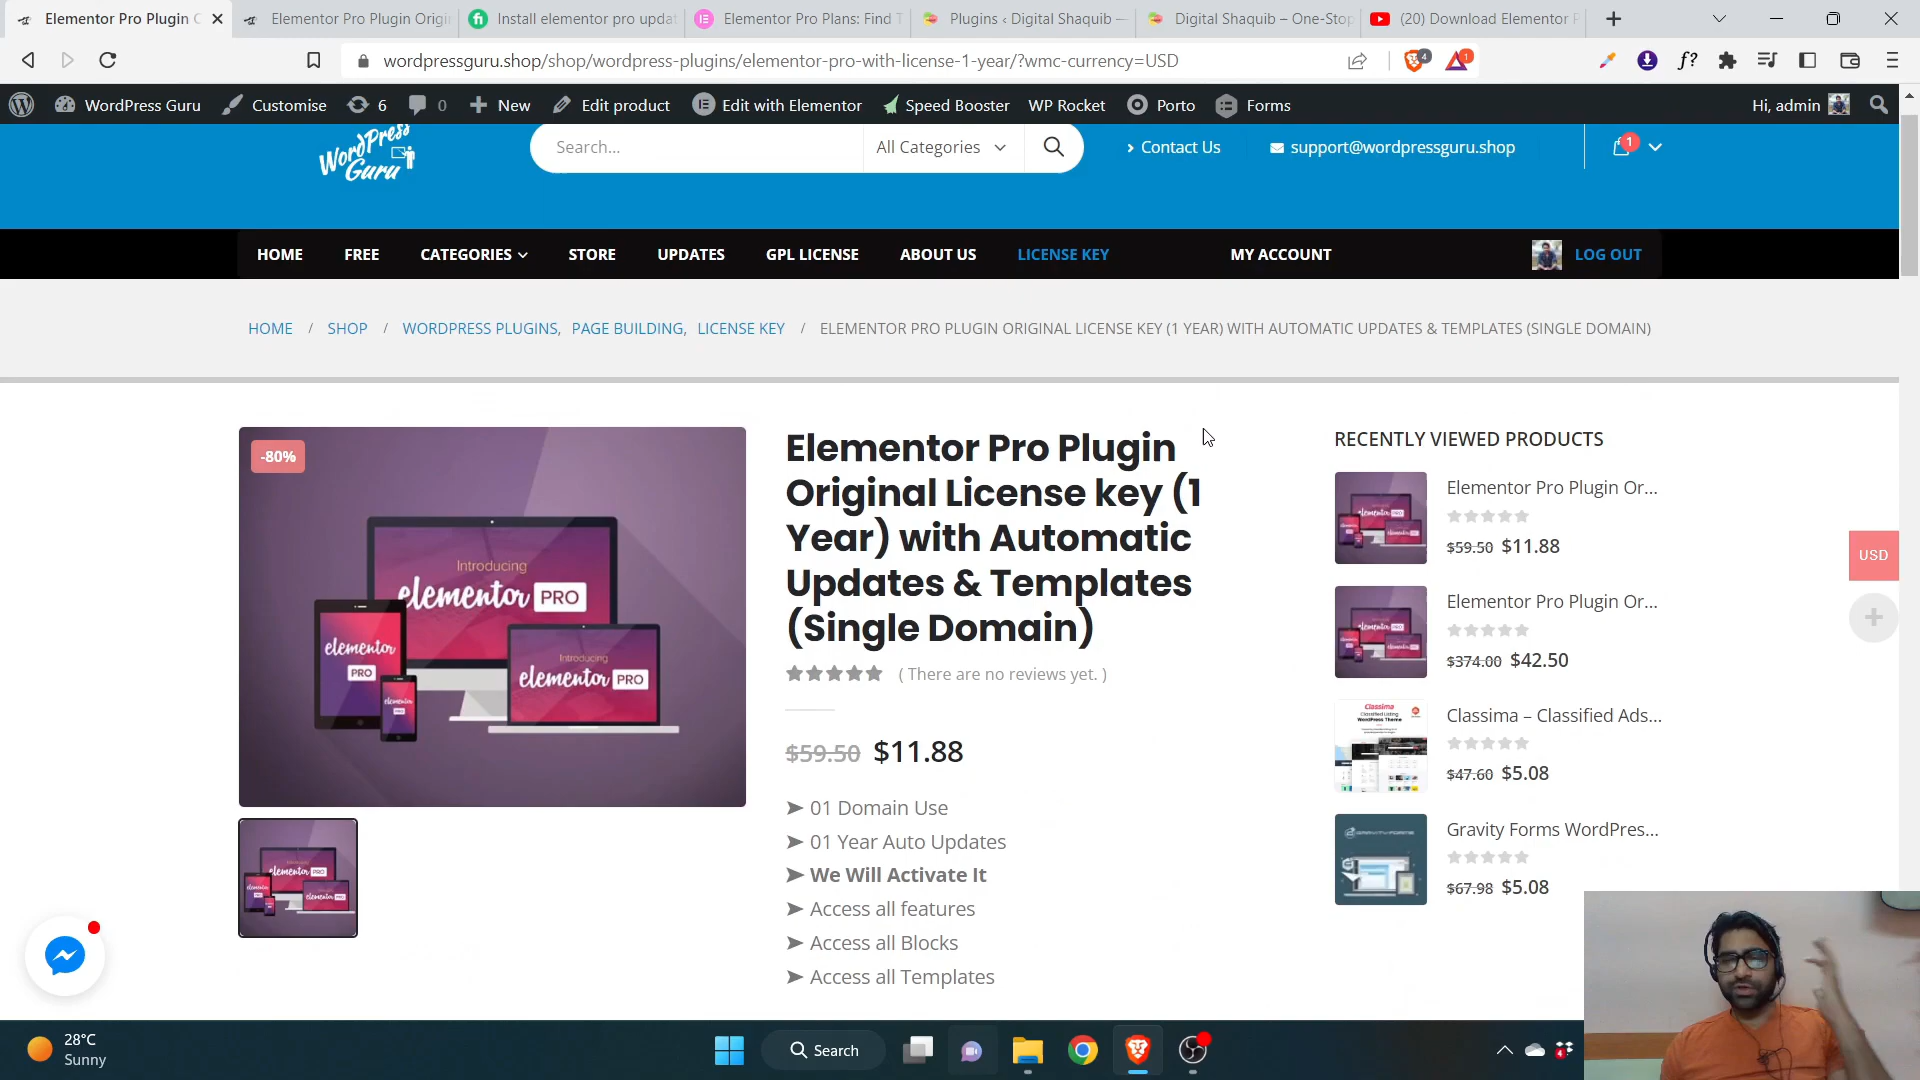 Elementor Pro Plugin O
Elementor Pro Plugin Origi
Install elementor pro updat
Elementor Pro Plans: Find T
Plugins ‹ Digital Shaquib —
Digital Shaquib – One-Stop
(20) Download Elementor P
wordpressguru.shop/shop/wordpress-plugins/elementor-pro-with-license-1-year/?wmc-currency=USD
4
1
f?
WordPress Guru
Customise
6
0
New
Edit product
Edit with Elementor
Speed Booster
WP Rocket
Porto
Forms
Hi, admin
WordPress
Guru
Search...
All Categories
Contact Us
support@wordpressguru.shop
1
HOME
FREE
CATEGORIES
STORE
UPDATES
GPL LICENSE
ABOUT US
LICENSE KEY
MY ACCOUNT
LOG OUT
HOME / SHOP / WORDPRESS PLUGINS, PAGE BUILDING, LICENSE KEY / ELEMENTOR PRO PLUGIN ORIGINAL LICENSE KEY (1 YEAR) WITH AUTOMATIC UPDATES & TEMPLATES (SINGLE DOMAIN)
-80%
Introducing
elementor PRO
elementor
PRO
Introducing
elementor PRO
Elementor Pro Plugin
Original License key (1
Year) with Automatic
Updates & Templates
(Single Domain)
( There are no reviews yet. )
$59.50 $11.88
➤ 01 Domain Use
➤ 01 Year Auto Updates
➤ We Will Activate It
➤ Access all features
➤ Access all Blocks
➤ Access all Templates
RECENTLY VIEWED PRODUCTS
Elementor Pro Plugin Or...
$59.50 $11.88
Elementor Pro Plugin Or...
$374.00 $42.50
Classima – Classified Ads...
$47.60 $5.08
Gravity Forms WordPres...
$67.98 $5.08
USD
28°C
Sunny
Search
4